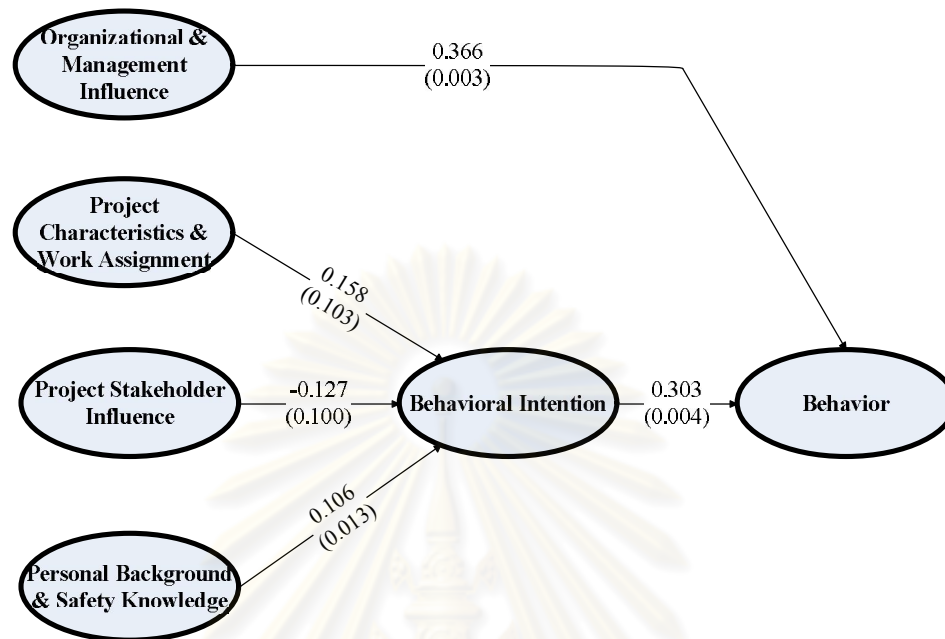 Organizational &
Management
Influence
0.366
(0.003)
Project
Characteristics &
Work Assignment
0.158
(0.103)
Project Stakeholder
Influence
-0.127
(0.100)
Behavioral Intention
0.303
(0.004)
Behavior
0.106
(0.013)
Personal Background
& Safety Knowledge